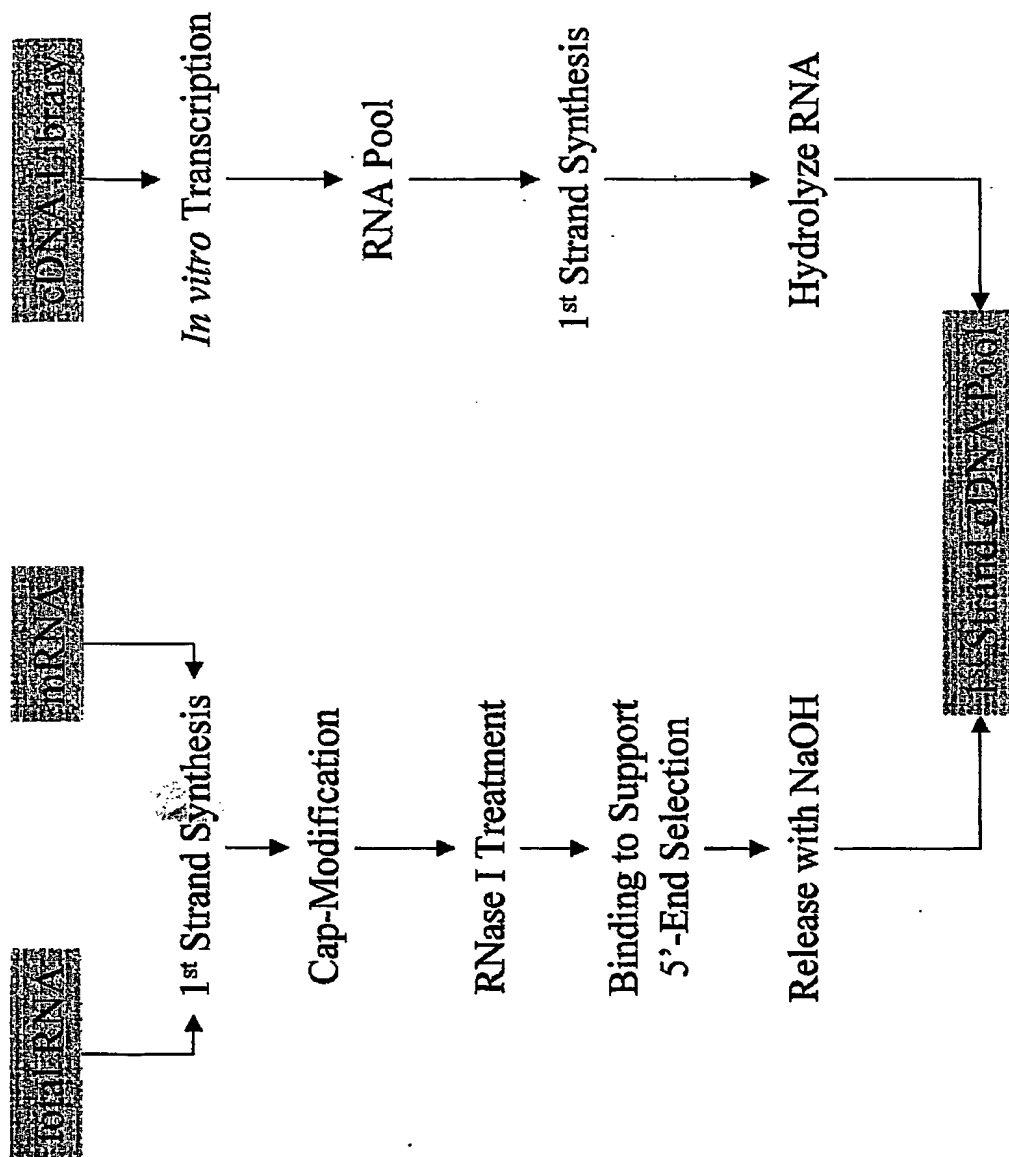 total RNA
mRNA
1st Strand Synthesis
Cap-Modification
RNase I Treatment
Binding to Support
5'-End Selection
Release with NaOH
cDNA Library
In vitro Transcription
RNA Pool
1st Strand Synthesis
Hydrolyze RNA
1st Strand cDNA Pool